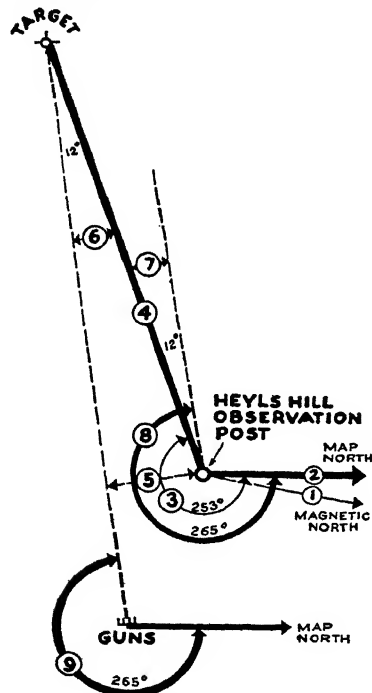 TARGET
12°
6
7
4
12°
HEYLS HILL
OBSERVATION
POST
8
MAP
NORTH
2
5
1
3
253°
MAGNETIC
NORTH
265°
GUNS
MAP
NORTH
9
265°